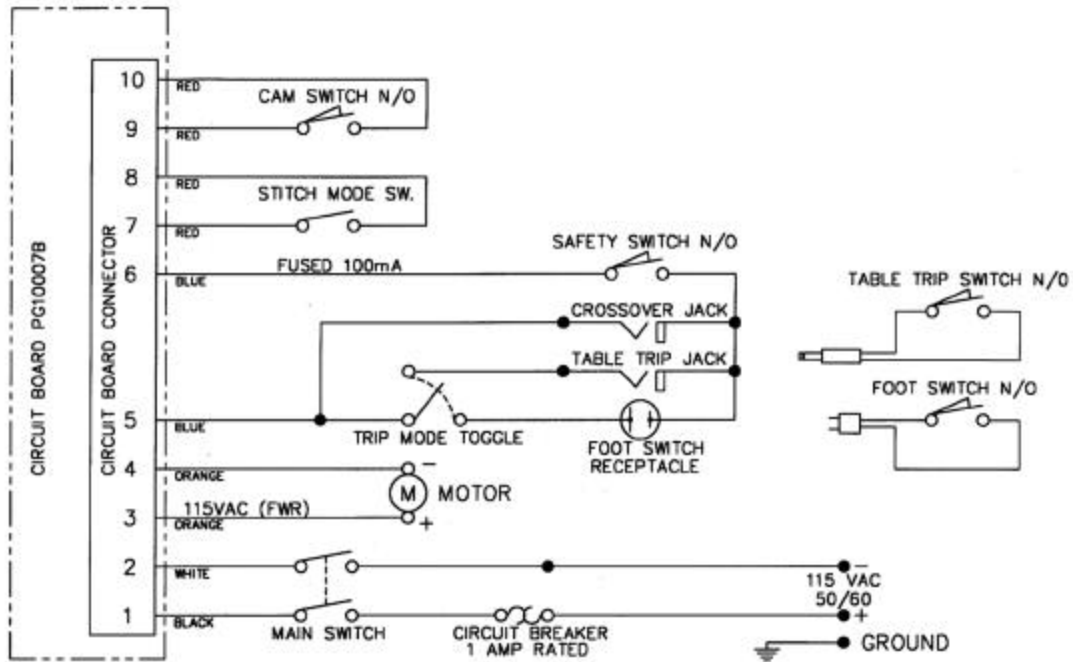 CIRCUIT BOARD PG10007B
CIRCUIT BOARD CONNECTOR
10
RED
CAM SWITCH N/O
9
RED
8
RED
STITCH MODE SW.
7
RED
SAFETY SWITCH N/O
6
BLUE
FUSED 100mA
TABLE TRIP SWITCH N/O
CROSSOVER JACK
TABLE TRIP JACK
FOOT SWITCH N/O
5
BLUE
TRIP MODE TOGGLE
FOOT SWITCH
RECEPTACLE
4
ORANGE
−
M
MOTOR
3
115VAC (FWR)
ORANGE
+
2
WHITE
−
115 VAC
50/60
1
BLACK
+
MAIN SWITCH
CIRCUIT BREAKER
1 AMP RATED
GROUND